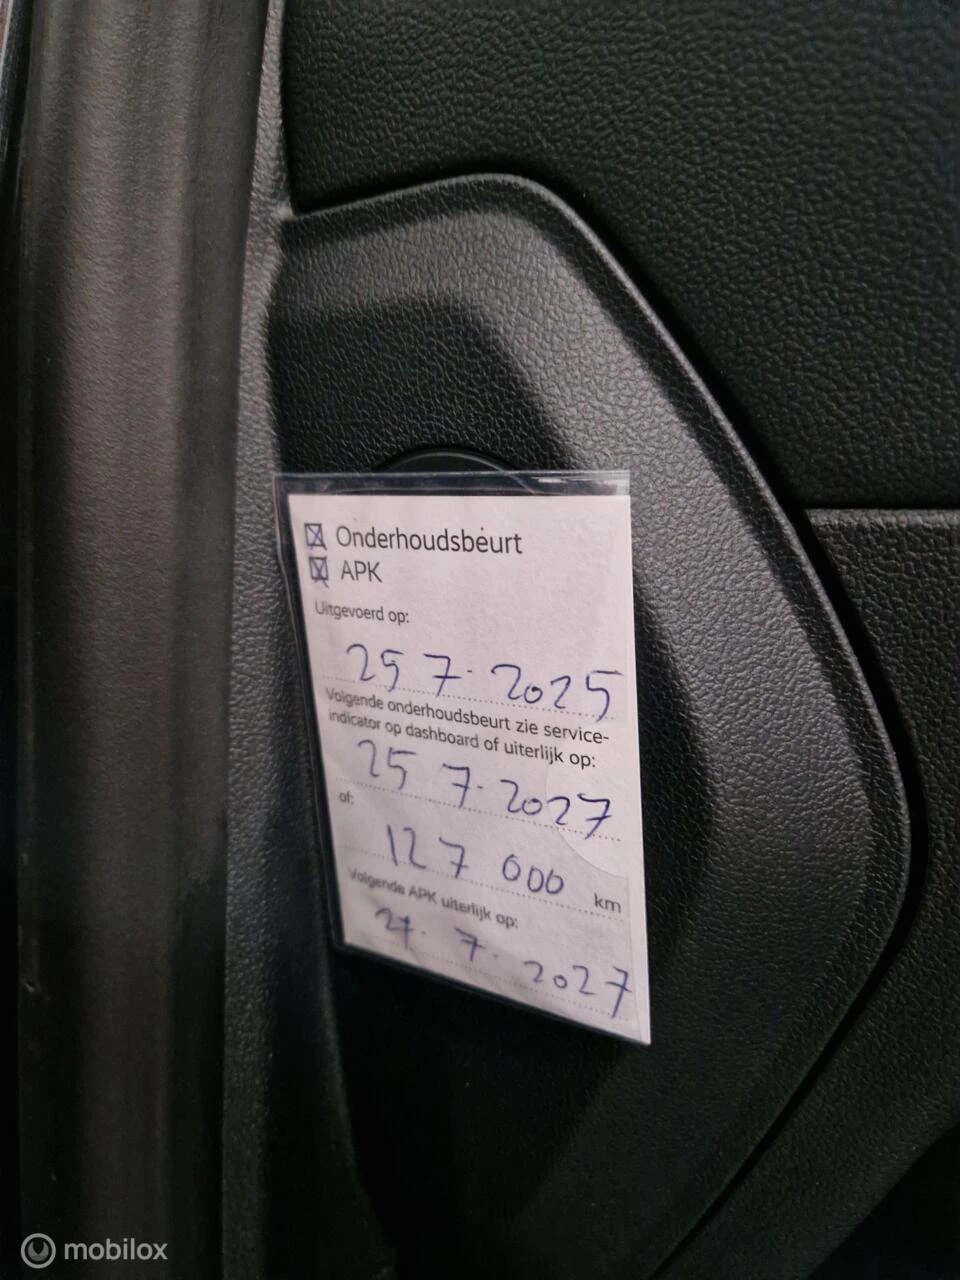 Onderhoudsbeurt
APK
Uitgevoerd op:
25 7 - 2025
Volgende onderhoudsbeurt zie service-
indicator op dashboard of uiterlijk op:
25 7 - 2027
of:
127 000 km
Volgende APK uiterlijk op:
27 - 7 - 2027
mobilox